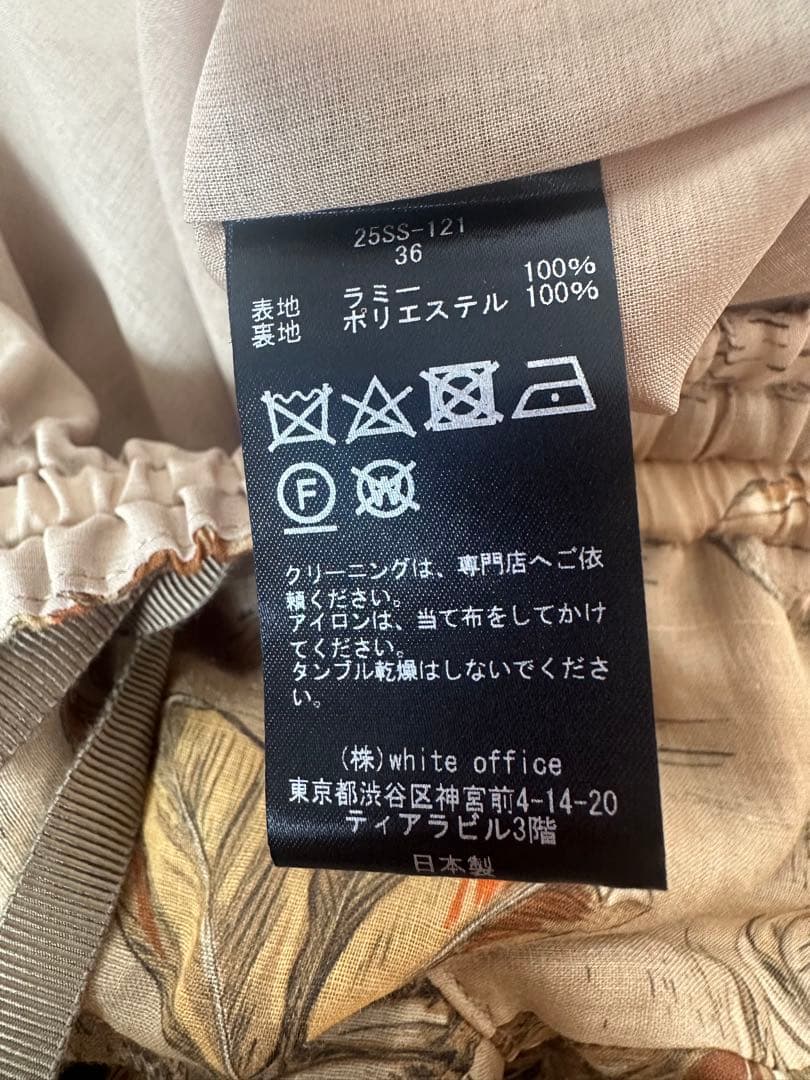 25SS-121
36
表地 ラミー 100%
裏地 ポリエステル 100%
F
W
クリーニングは、専門店へご依
頼ください。
アイロンは、当て布をしてかけ
てください。
タンブル乾燥はしないでくださ
い。
(株)white office
東京都渋谷区神宮前4-14-20
ティアラビル3階
日本製